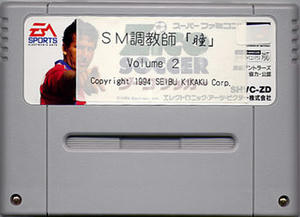 スーパーファミコン
EA
SPORTS
SM調教師「瞳」
Volume 2
SOCCER
Copyright 1994 SEIBU KIKAKU Corp.
SHVC-ZD
エレクトロニック・アーツ・ビクター株式会社